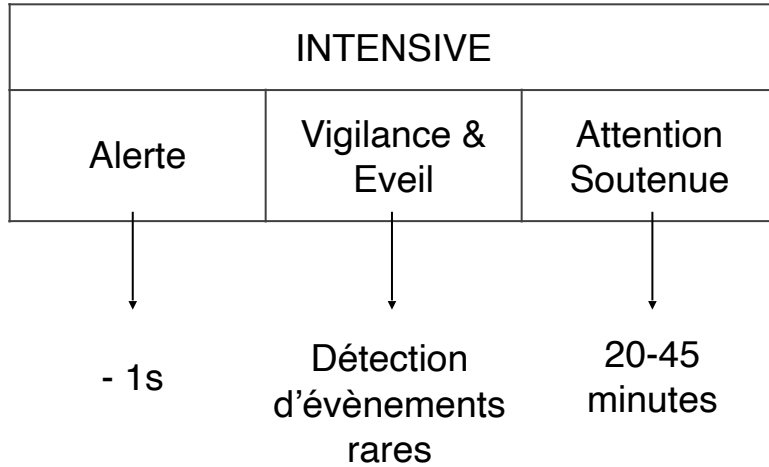 INTENSIVE
Alerte
Vigilance &
Eveil
Attention
Soutenue
- 1s
Détection
d'évènements
rares
20-45
minutes